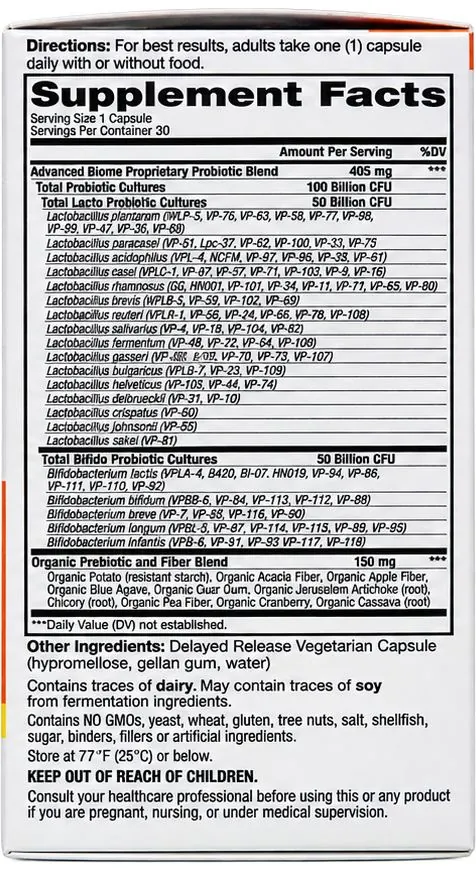 Directions: For best results, adults take one (1) capsule
daily with or without food.
Supplement Facts
Serving Size 1 Capsule
Servings Per Container 30
Amount Per Serving %DV
Advanced Biome Proprietary Probiotic Blend 405 mg ***
Total Probiotic Cultures 100 Billion CFU
Total Lacto Probiotic Cultures 50 Billion CFU
Lactobacillus plantarum (WLP-5, VP-76, VP-63, VP-58, VP-77, VP-98,
VP-99, VP-47, VP-36, VP-68)
Lactobacillus paracasei (VP-51, Lpc-37, VP-62, VP-100, VP-33, VP-75
Lactobacillus acidophilus (VPL-4, NCFM, VP-97, VP-96, VP-35, VP-61)
Lactobacillus casei (VPLC-1, VP-67, VP-57, VP-71, VP-103, VP-9, VP-16)
Lactobacillus rhamnosus (GG, HN001, VP-101, VP-34, VP-11, VP-71, VP-65, VP-80)
Lactobacillus brevis (WPLB-S, VP-59, VP-102, VP-69)
Lactobacillus reuteri (VPLR-1, VP-56, VP-24, VP-66, VP-78, VP-108)
Lactobacillus salivarius (VP-4, VP-18, VP-104, VP-82)
Lactobacillus fermentum (VP-48, VP-72, VP-64, VP-106)
Lactobacillus gasseri VP-70, VP-73, VP-107)
Lactobacillus bulgaricus (VPLB-7, VP-23, VP-109)
Lactobacillus helveticus (VP-103, VP-44, VP-74)
Lactobacillus delbrueckii (VP-31, VP-10)
Lactobacillus crispatus (VP-60)
Lactobacillus johnsonii (VP-55)
Lactobacillus sakei (VP-81)
Total Bifido Probiotic Cultures 50 Billion CFU
Bifidobacterium lactis (VPLA-4, B420, BI-07. HN019, VP-94, VP-86,
VP-111, VP-110, VP-92)
Bifidobacterium bifidum (VPBB-6, VP-84, VP-113, VP-112, VP-88)
Bifidobacterium breve (VP-7, VP-58, VP-116, VP-90)
Bifidobacterium longum (VPBL-5, VP-87, VP-114, VP-115, VP-89, VP-95)
Bifidobacterium Infantis (VPB-6, VP-91, VP-93 VP-117, VP-118)
Organic Prebiotic and Fiber Blend 150 mg ***
Organic Potato (resistant starch), Organic Acacia Fiber, Organic Apple Fiber,
Organic Blue Agave, Organic Guar Gum, Organic Jerusalem Artichoke (root),
Chicory (root), Organic Pea Fiber, Organic Cranberry, Organic Cassava (root)
***Daily Value (DV) not established.
Other Ingredients: Delayed Release Vegetarian Capsule
(hypromellose, gellan gum, water)
Contains traces of dairy. May contain traces of soy
from fermentation ingredients.
Contains NO GMOs, yeast, wheat, gluten, tree nuts, salt, shellfish,
sugar, binders, fillers or artificial ingredients.
Store at 77°F (25°C) or below.
KEEP OUT OF REACH OF CHILDREN.
Consult your healthcare professional before using this or any product
if you are pregnant, nursing, or under medical supervision.